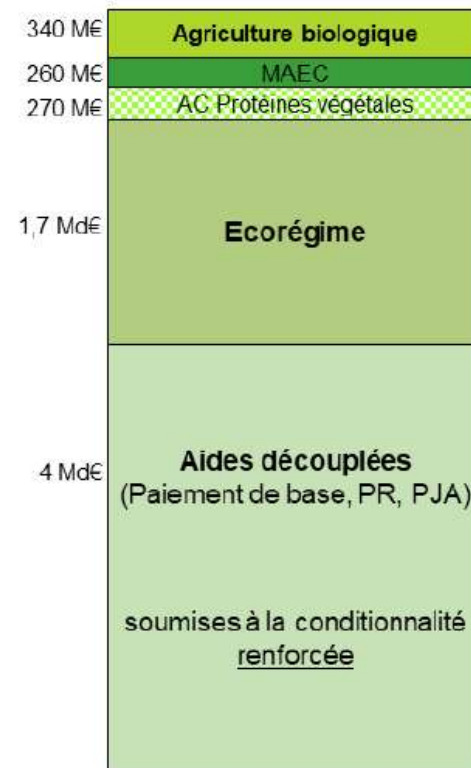 340 M€ Agriculture biologique
260 M€ MAEC
270 M€ AC Protéines végétales
1,7 Md€ Ecorégime
4 Md€ Aides découplées
(Paiement de base, PR, PJA)
soumises à la conditionnalité
renforcée